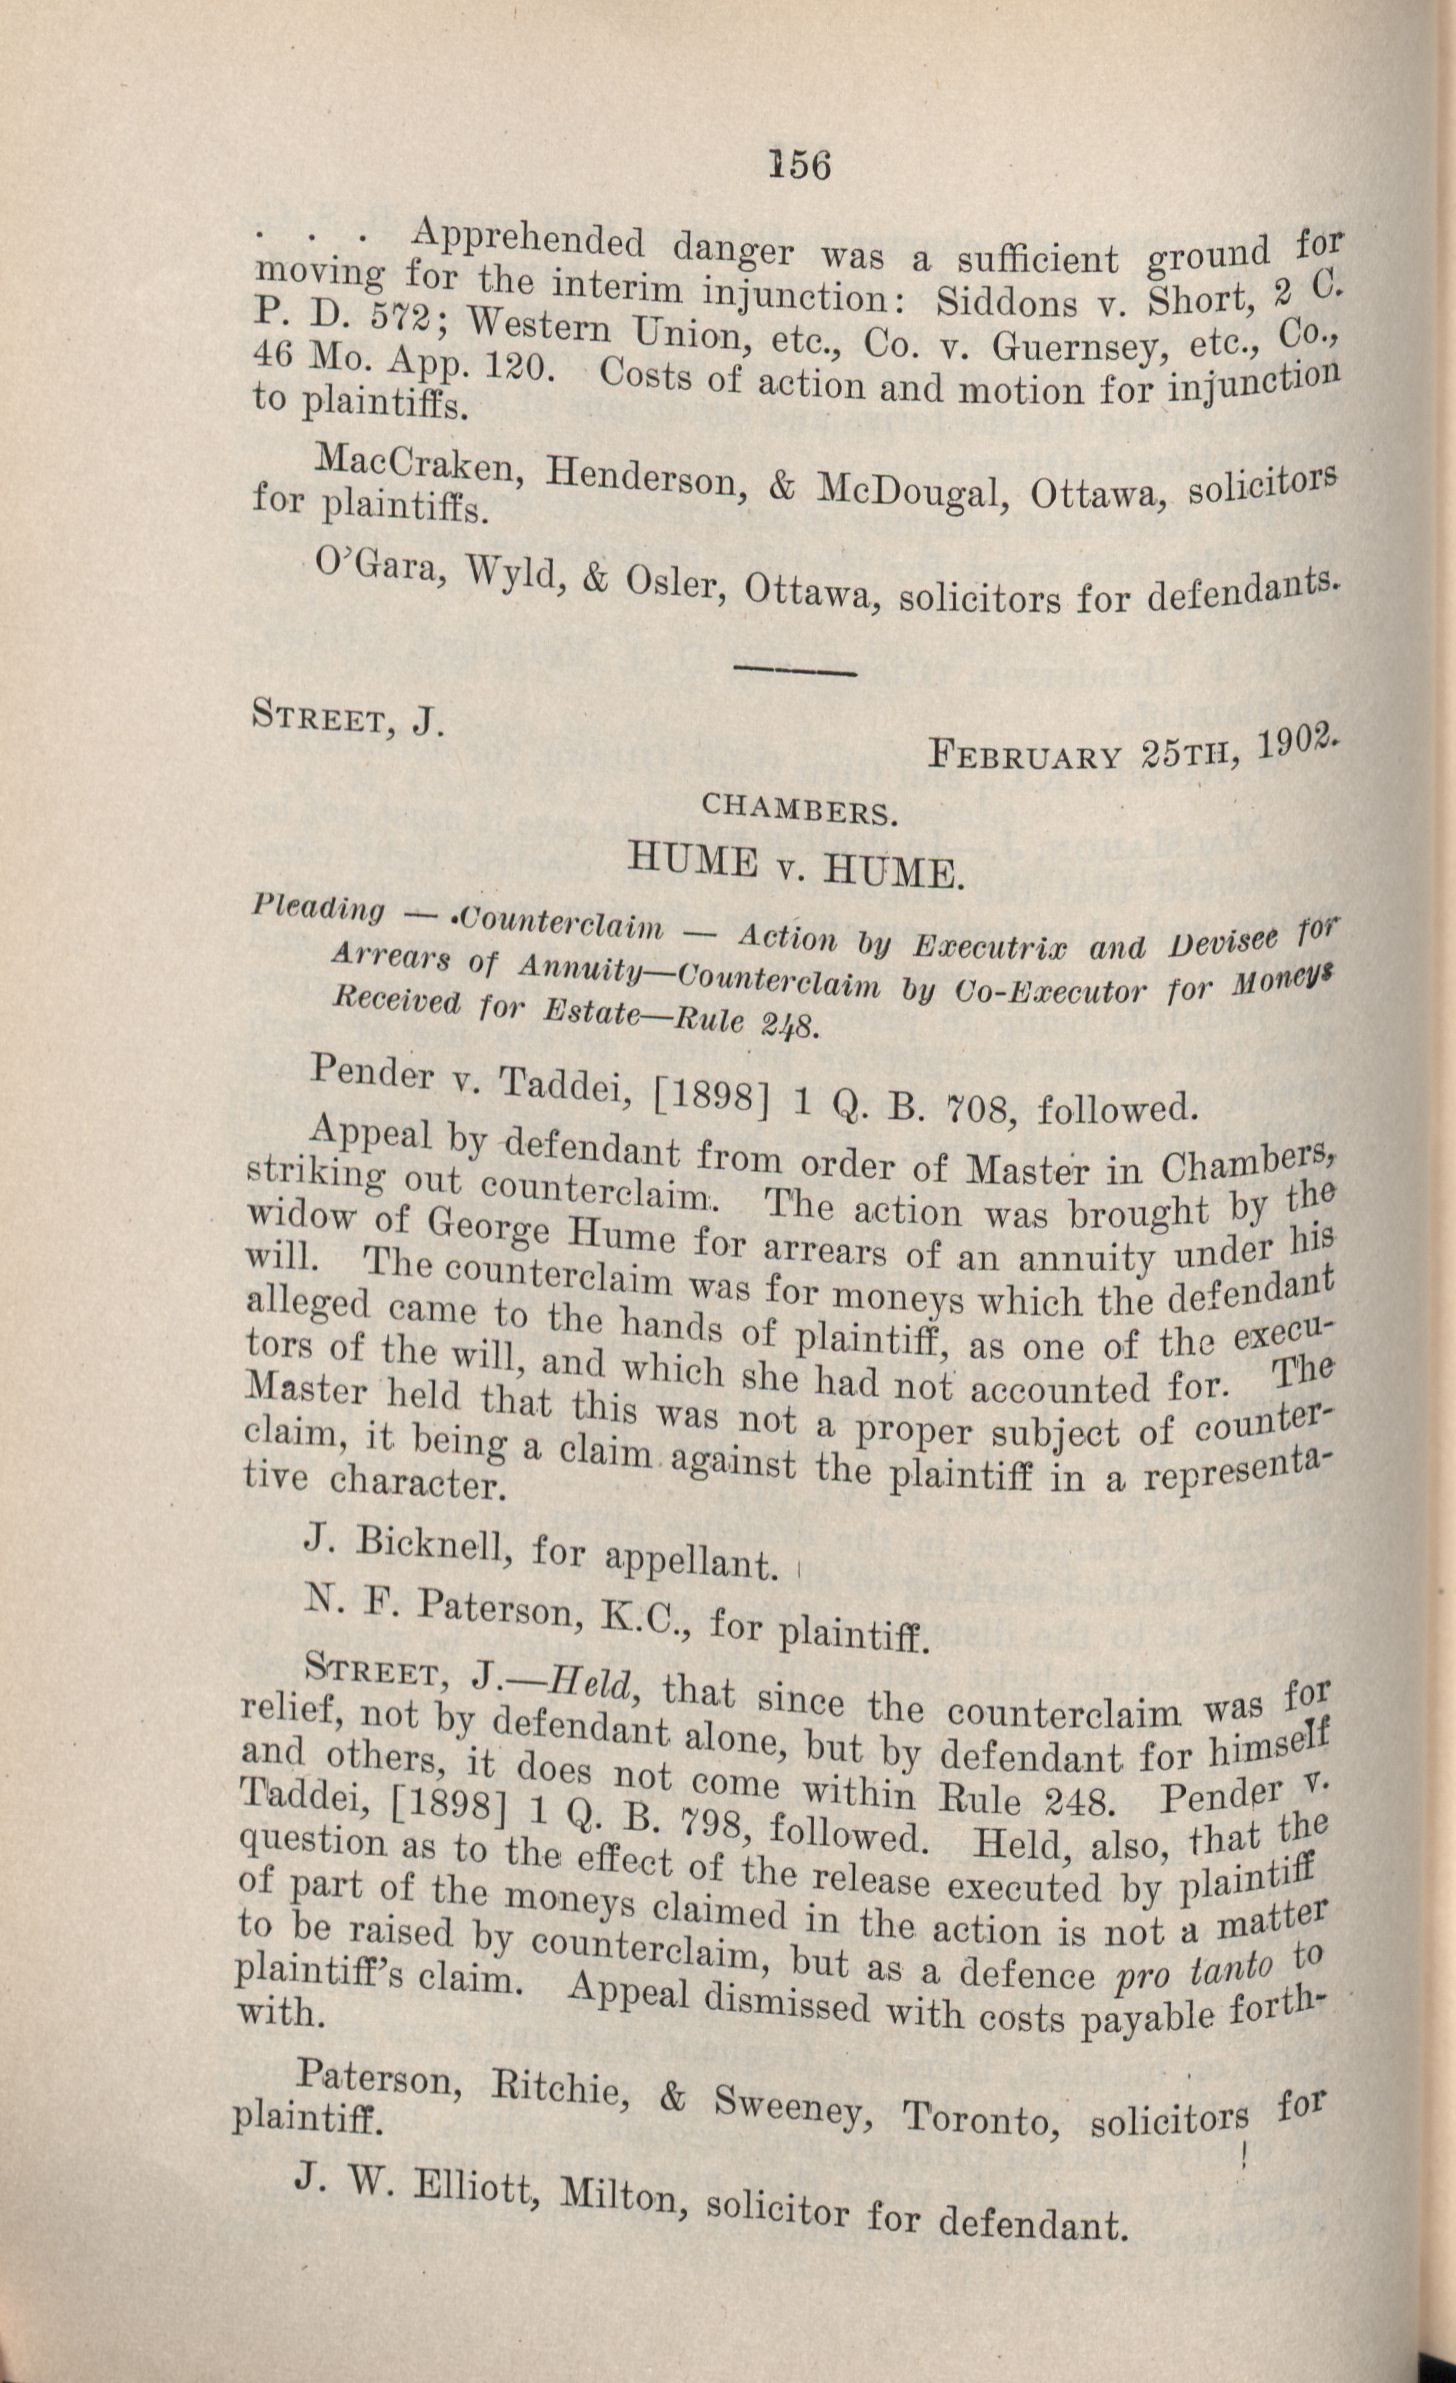 156
. . . Apprehended danger was a sufficient ground for
moving for the interim injunction: Siddons v. Short, 2 C.
P. D. 572; Western Union, etc., Co. v. Guernsey, etc., Co.,
46 Mo. App. 120. Costs of action and motion for injunction
to plaintiffs.
MacCraken, Henderson, & McDougal, Ottawa, solicitors
for plaintiffs.
O'Gara, Wyld, & Osler, Ottawa, solicitors for defendants.
STREET, J.
FEBRUARY 25TH, 1902.
CHAMBERS.
HUME v. HUME.
Pleading — Counterclaim — Action by Executrix and Devisee for
Arrears of Annuity—Counterclaim by Co-Executor for Moneys
Received for Estate—Rule 248.
Pender v. Taddei, [1898] 1 Q. B. 708, followed.
Appeal by defendant from order of Master in Chambers,
striking out counterclaim. The action was brought by the
widow of George Hume for arrears of an annuity under his
will. The counterclaim was for moneys which the defendant
alleged came to the hands of plaintiff, as one of the execu-
tors of the will, and which she had not accounted for. The
Master held that this was not a proper subject of counter-
claim, it being a claim against the plaintiff in a representa-
tive character.
J. Bicknell, for appellant.
N. F. Paterson, K.C., for plaintiff.
STREET, J.—Held, that since the counterclaim was for
relief, not by defendant alone, but by defendant for himself
and others, it does not come within Rule 248. Pender v.
Taddei, [1898] 1 Q. B. 798, followed. Held, also, that the
question as to the effect of the release executed by plaintiff
of part of the moneys claimed in the action is not a matter
to be raised by counterclaim, but as a defence pro tanto to
plaintiff's claim. Appeal dismissed with costs payable forth-
with.
Paterson, Ritchie, & Sweeney, Toronto, solicitors for
plaintiff.
J. W. Elliott, Milton, solicitor for defendant.